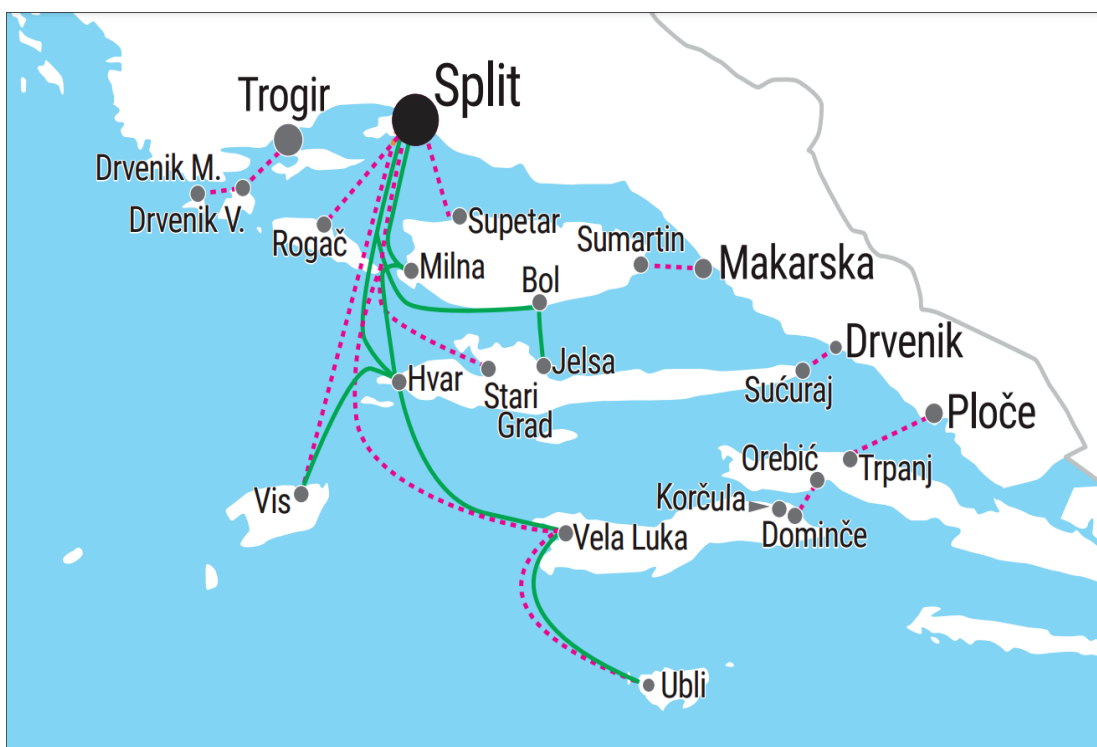 Split
Trogir
Drvenik M.
Drvenik V.
Rogač
Supetar
Sumartin
Milna
Makarska
Bol
Drvenik
Jelsa
Hvar
Stari
Grad
Sućuraj
Ploče
Orebić
Trpanj
Vis
Korčula
Dominče
Vela Luka
Ubli